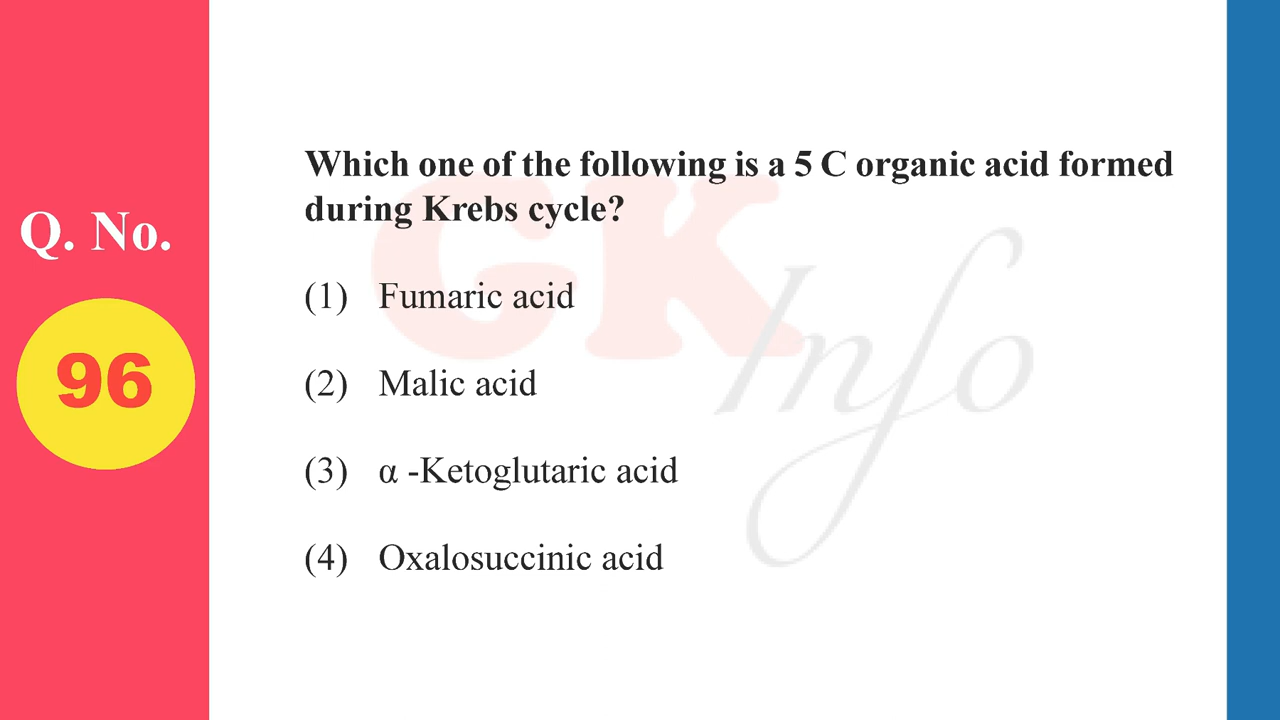 Q. No.
96
Which one of the following is a 5 C organic acid formed
during Krebs cycle?
(1) Fumaric acid
(2) Malic acid
(3) α -Ketoglutaric acid
(4) Oxalosuccinic acid
GK
Info